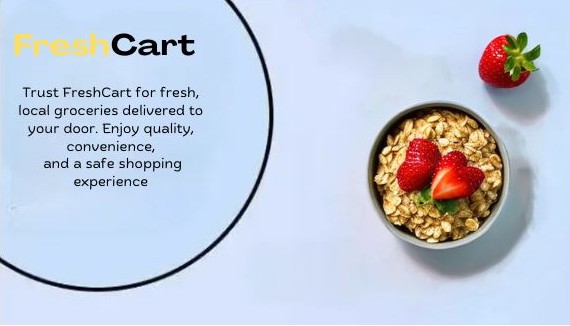 FreshCart
Trust FreshCart for fresh,
local groceries delivered to
your door. Enjoy quality,
convenience,
and a safe shopping
experience